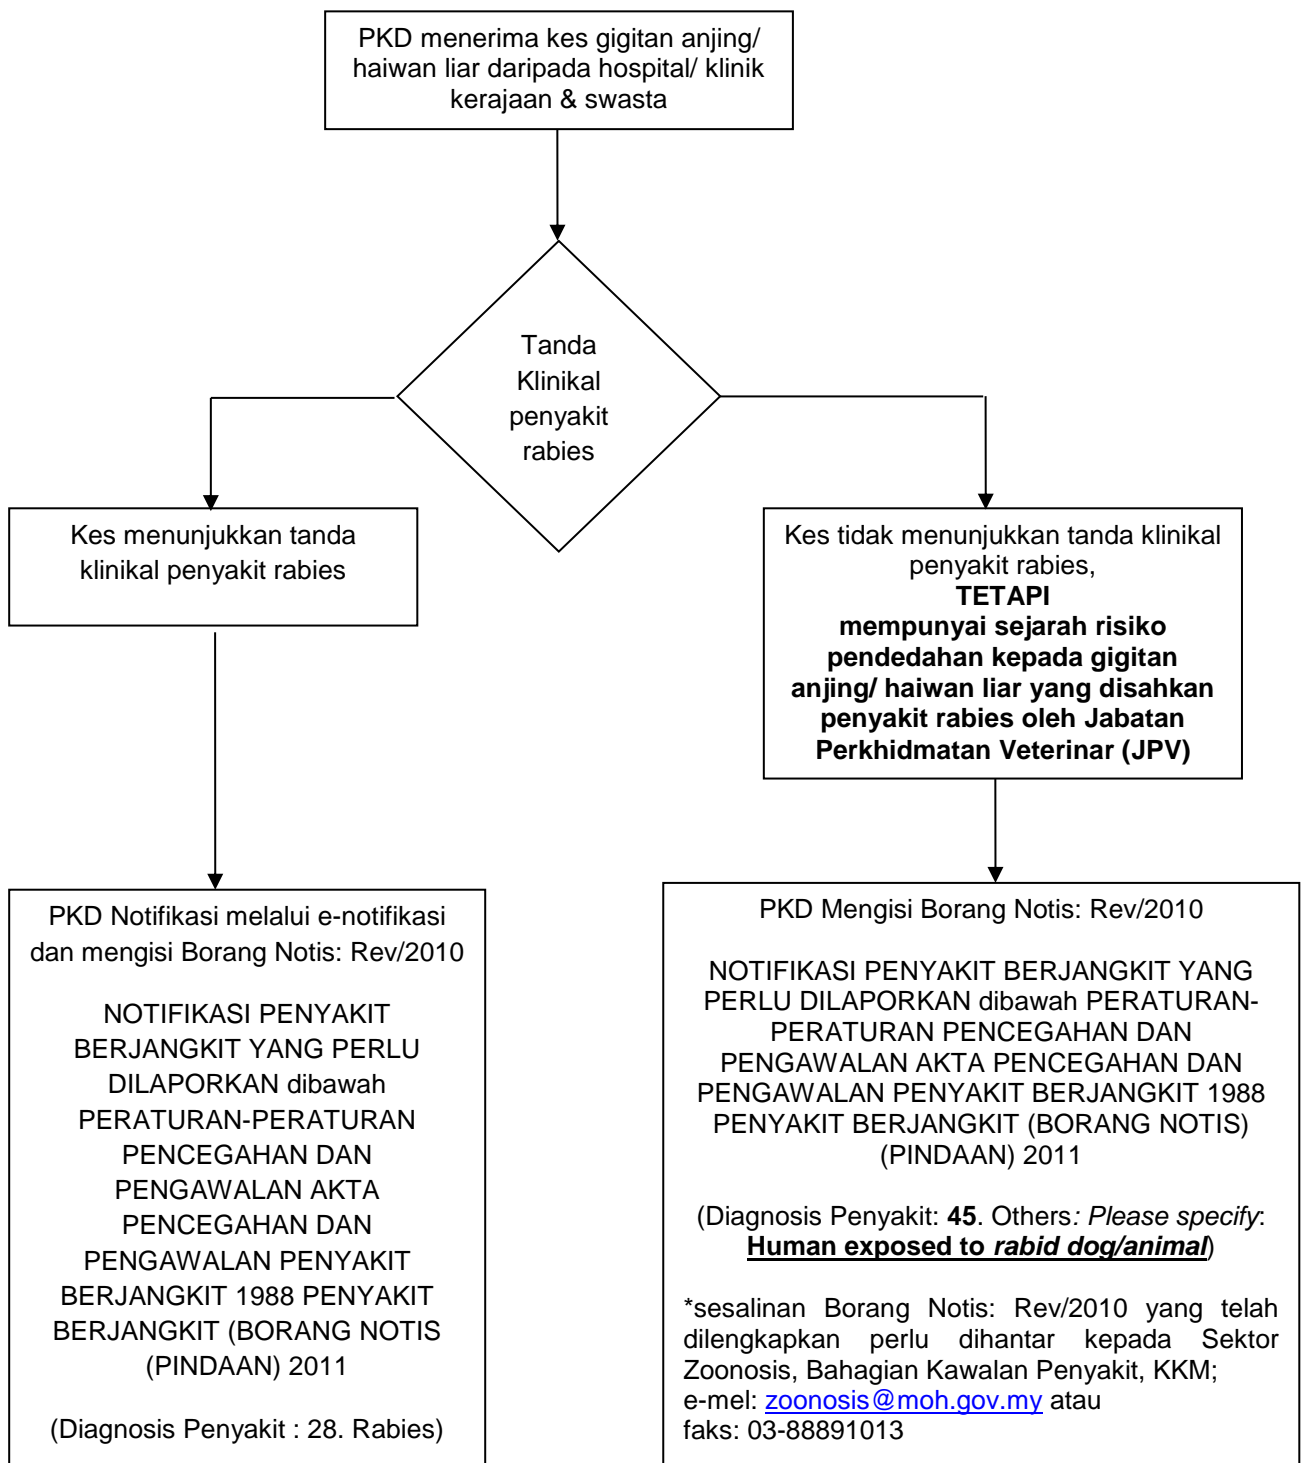 PKD menerima kes gigitan anjing/
haiwan liar daripada hospital/ klinik
kerajaan & swasta
Tanda
Klinikal
penyakit
rabies
Kes menunjukkan tanda
klinikal penyakit rabies
Kes tidak menunjukkan tanda klinikal
penyakit rabies,
TETAPI
mempunyai sejarah risiko
pendedahan kepada gigitan
anjing/ haiwan liar yang disahkan
penyakit rabies oleh Jabatan
Perkhidmatan Veterinar (JPV)
PKD Notifikasi melalui e-notifikasi
dan mengisi Borang Notis: Rev/2010
NOTIFIKASI PENYAKIT
BERJANGKIT YANG PERLU
DILAPORKAN dibawah
PERATURAN-PERATURAN
PENCEGAHAN DAN
PENGAWALAN AKTA
PENCEGAHAN DAN
PENGAWALAN PENYAKIT
BERJANGKIT 1988 PENYAKIT
BERJANGKIT (BORANG NOTIS
(PINDAAN) 2011
(Diagnosis Penyakit : 28. Rabies)
PKD Mengisi Borang Notis: Rev/2010
NOTIFIKASI PENYAKIT BERJANGKIT YANG
PERLU DILAPORKAN dibawah PERATURAN-
PERATURAN PENCEGAHAN DAN
PENGAWALAN AKTA PENCEGAHAN DAN
PENGAWALAN PENYAKIT BERJANGKIT 1988
PENYAKIT BERJANGKIT (BORANG NOTIS)
(PINDAAN) 2011
(Diagnosis Penyakit: 45. Others: Please specify:
Human exposed to rabid dog/animal)
*sesalinan Borang Notis: Rev/2010 yang telah
dilengkapkan perlu dihantar kepada Sektor
Zoonosis, Bahagian Kawalan Penyakit, KKM;
e-mel: zoonosis@moh.gov.my atau
faks: 03-88891013